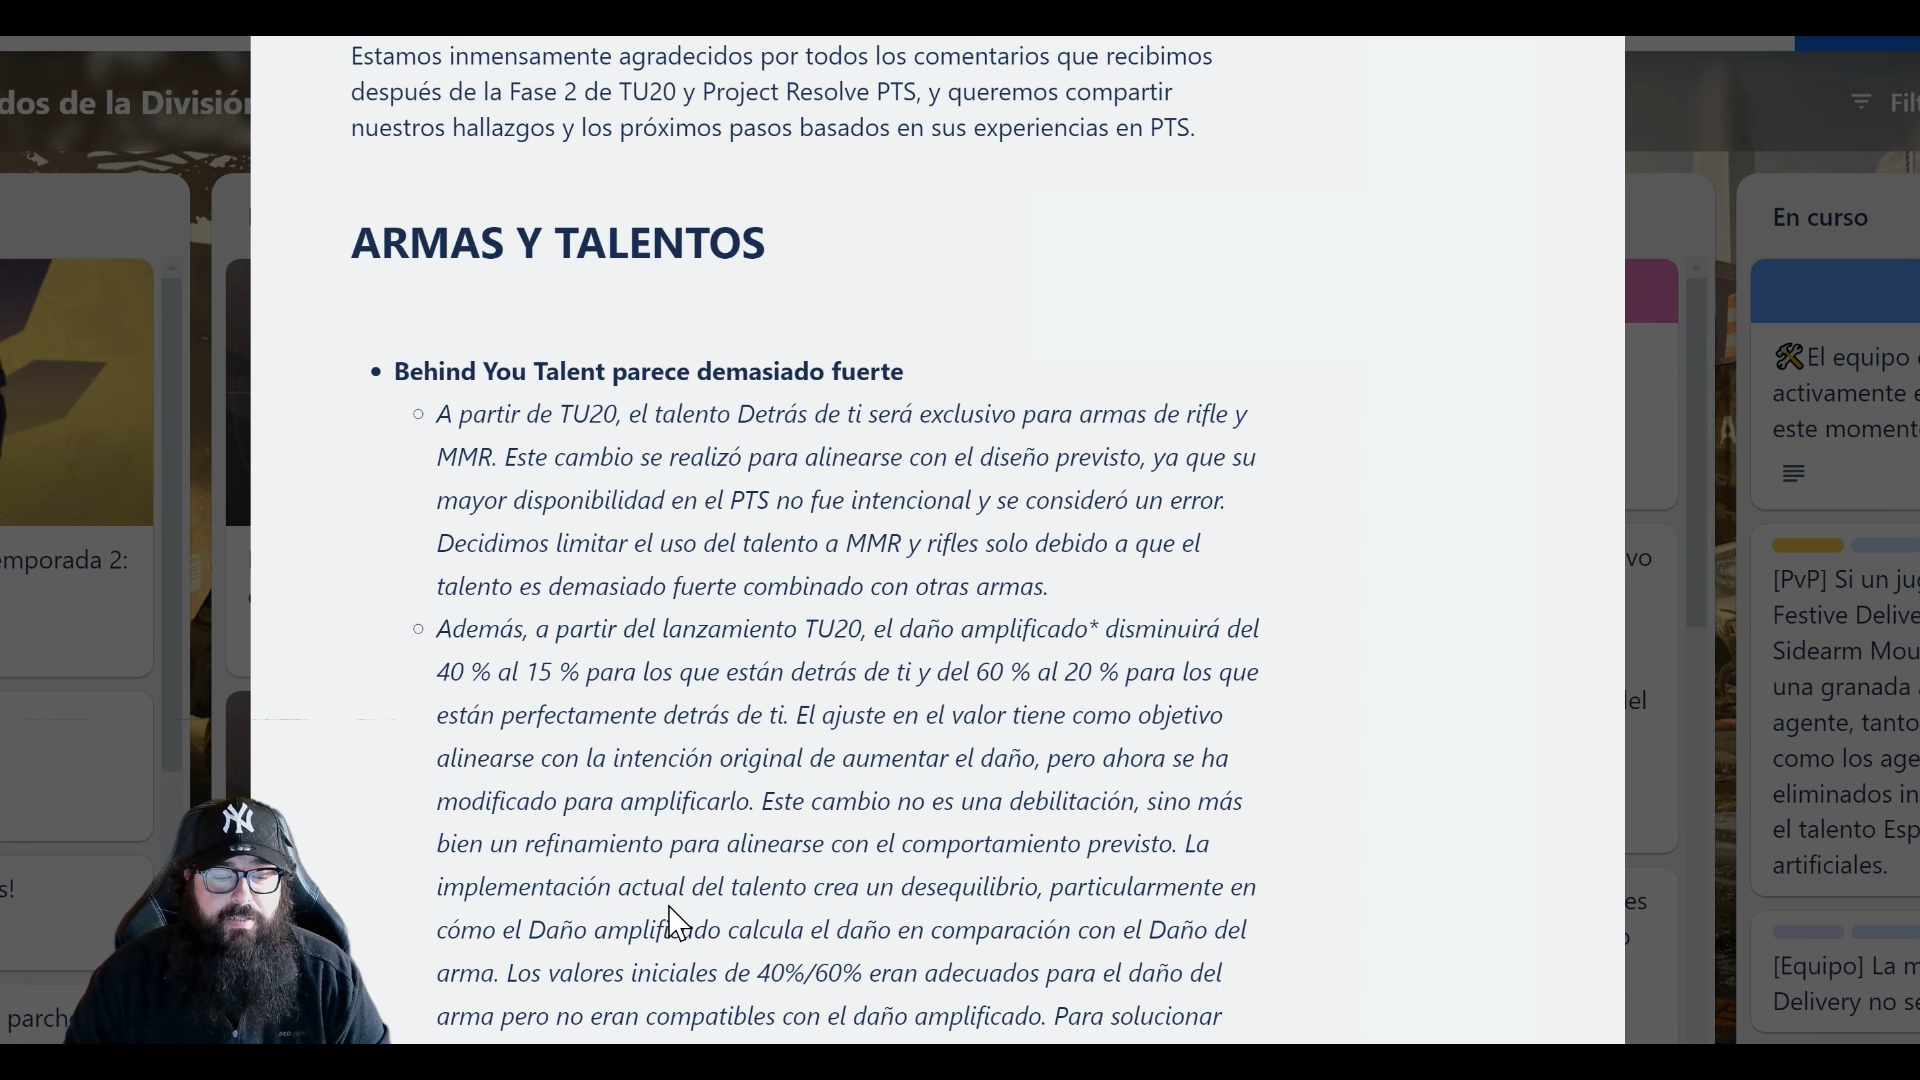 Estamos inmensamente agradecidos por todos los comentarios que recibimos
después de la Fase 2 de TU20 y Project Resolve PTS, y queremos compartir
nuestros hallazgos y los próximos pasos basados en sus experiencias en PTS.
dos de la División
Filt
ARMAS Y TALENTOS
Behind You Talent parece demasiado fuerte
A partir de TU20, el talento Detrás de ti será exclusivo para armas de rifle y
MMR. Este cambio se realizó para alinearse con el diseño previsto, ya que su
mayor disponibilidad en el PTS no fue intencional y se consideró un error.
Decidimos limitar el uso del talento a MMR y rifles solo debido a que el
talento es demasiado fuerte combinado con otras armas.
Además, a partir del lanzamiento TU20, el daño amplificado* disminuirá del
40 % al 15 % para los que están detrás de ti y del 60 % al 20 % para los que
están perfectamente detrás de ti. El ajuste en el valor tiene como objetivo
alinearse con la intención original de aumentar el daño, pero ahora se ha
modificado para amplificarlo. Este cambio no es una debilitación, sino más
bien un refinamiento para alinearse con el comportamiento previsto. La
implementación actual del talento crea un desequilibrio, particularmente en
cómo el Daño amplificado calcula el daño en comparación con el Daño del
arma. Los valores iniciales de 40%/60% eran adecuados para el daño del
arma pero no eran compatibles con el daño amplificado. Para solucionar
emporada 2:
s!
parch
NY
vo
del
es
En curso
El equipo
activamente e
este moment
[PvP] Si un ju
Festive Delive
Sidearm Mou
una granada
agente, tanto
como los age
eliminados in
el talento Esp
artificiales.
[Equipo] La m
Delivery no se